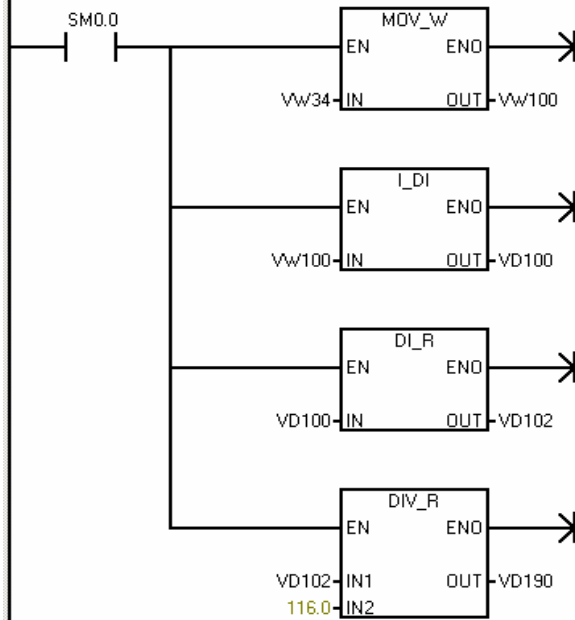 SM0.0
MOV_W
EN ENO
VW34 IN OUT VW100
I_DI
EN ENO
VW100 IN OUT VD100
DI_R
EN ENO
VD100 IN OUT VD102
DIV_R
EN ENO
VD102 IN1 OUT VD190
116.0 IN2